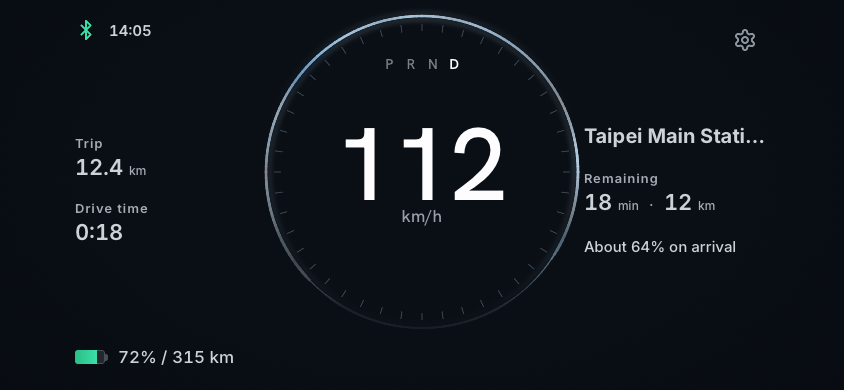 14:05
P R N D
112
km/h
Trip
12.4 km
Drive time
0:18
Taipei Main Stati...
Remaining
18 min · 12 km
About 64% on arrival
72% / 315 km